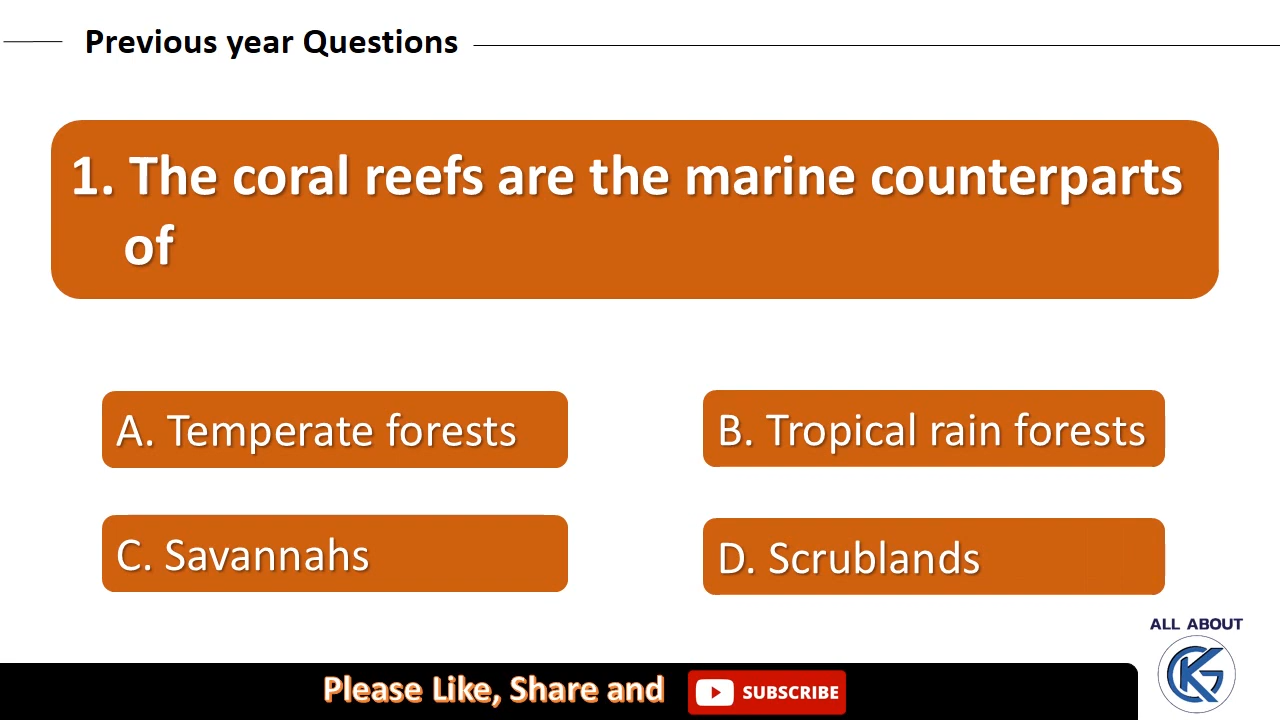 Previous year Questions
1. The coral reefs are the marine counterparts
of
A. Temperate forests
B. Tropical rain forests
C. Savannahs
D. Scrublands
ALL ABOUT
GK
Please Like, Share and
SUBSCRIBE